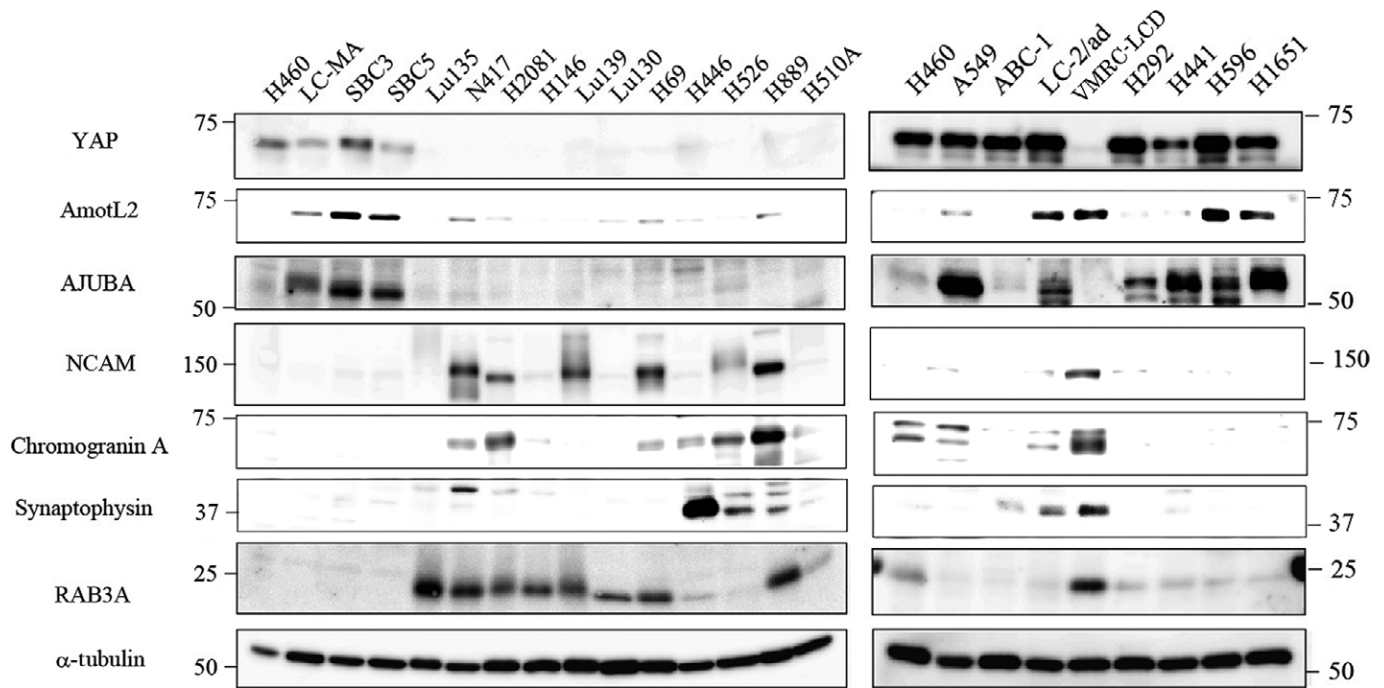 H460 LC-MA SBC3 SBC5 Lu135 N417 H2081 H146 Lu139 Lu130 H69 H446 H526 H889 H510A
H460 A549 ABC-1 LC-2/ad VMRC-LCD H292 H441 H596 H1651
YAP 75 75
AmotL2 75 75
AJUBA 50 50
NCAM 150 150
Chromogranin A 75 75
Synaptophysin 37 37
RAB3A 25 25
α-tubulin 50 50